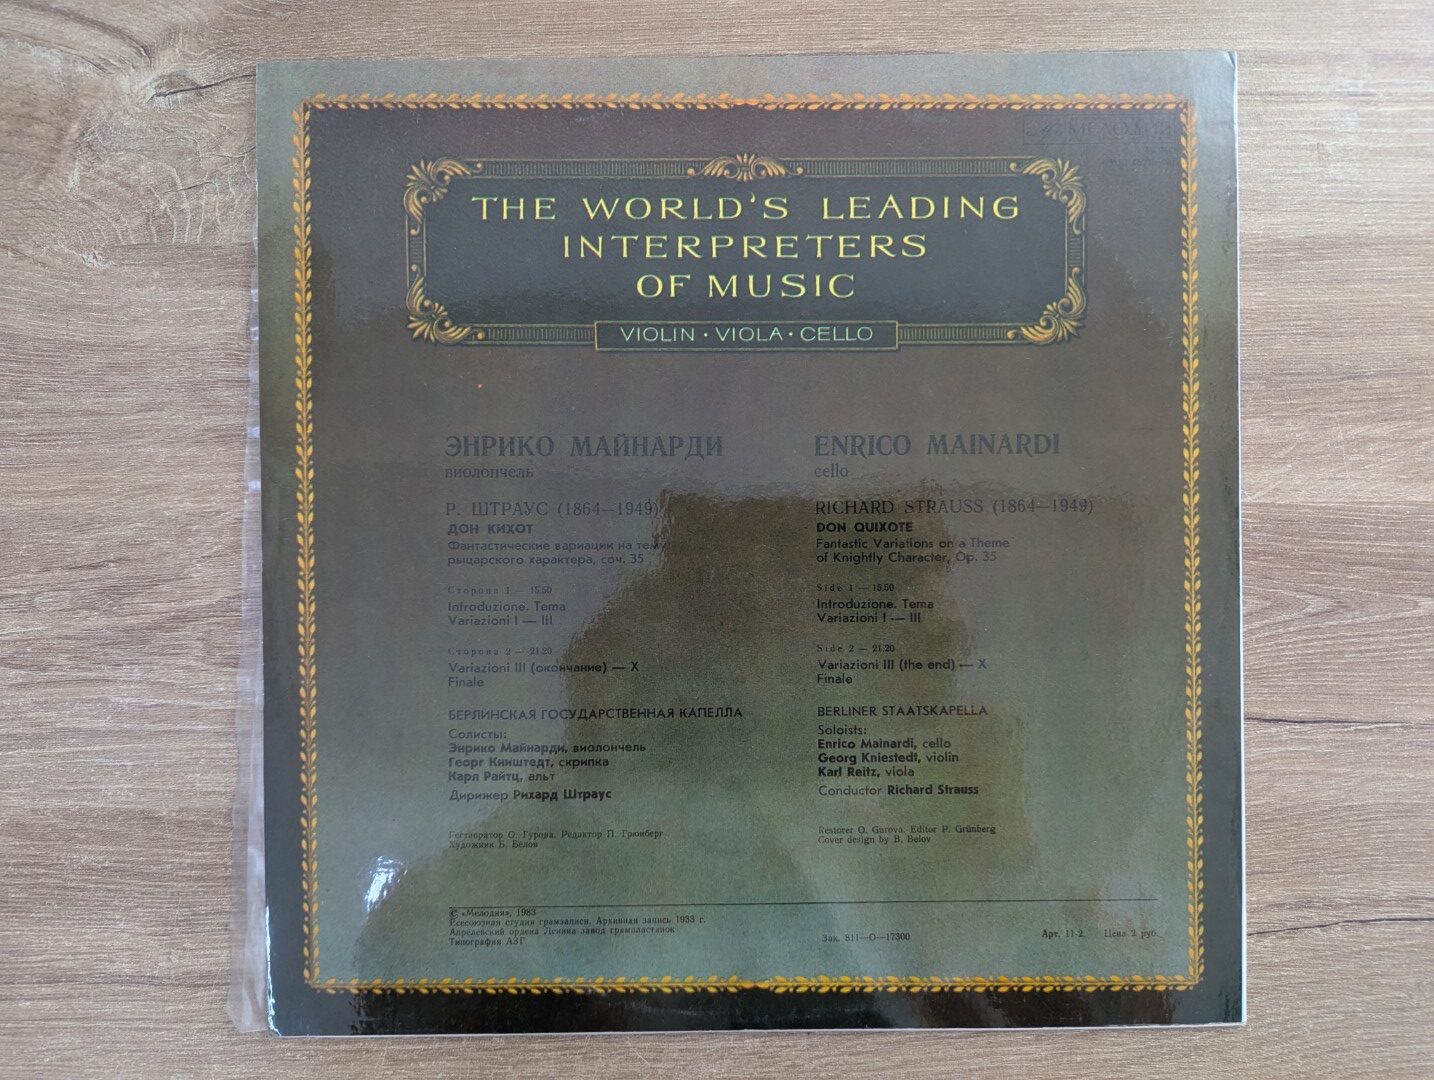 МЕЛОДИЯ
THE WORLD'S LEADING
INTERPRETERS
OF MUSIC
VIOLIN · VIOLA · CELLO
ЭНРИКО МАЙНАРДИ
виолончель
Р. ШТРАУС (1864—1949)
ДОН КИХОТ
Фантастические вариации на тему
рыцарского характера, соч. 35
Сторона 1 — 15.50
Introduzione. Tema
Variazioni I — III
Сторона 2 — 21.20
Variazioni III (окончание) — X
Finale
БЕРЛИНСКАЯ ГОСУДАРСТВЕННАЯ КАПЕЛЛА
Солисты:
Энрико Майнарди, виолончель
Георг Кништедт, скрипка
Карл Райтц, альт
Дирижер Рихард Штраус
Реставратор О. Гурова. Редактор П. Грюнберг
Художник Б. Белов
ENRICO MAINARDI
cello
RICHARD STRAUSS (1864—1949)
DON QUIXOTE
Fantastic Variations on a Theme
of Knightly Character, Op. 35
Side 1 — 15.50
Introduzione. Tema
Variazioni I — III
Side 2 — 21.20
Variazioni III (the end) — X
Finale
BERLINER STAATSKAPELLA
Soloists:
Enrico Mainardi, cello
Georg Kniestedt, violin
Karl Reitz, viola
Conductor Richard Strauss
Restorer O. Gurova. Editor P. Grünberg
Cover design by B. Belov
© «Мелодия», 1983
Всесоюзная студия грамзаписи. Архивная запись 1933 г.
Апрелевский ордена Ленина завод грампластинок
Типография АЗГ
Зак. 811—О—17300
Арт. 11-2. Цена 2 руб.